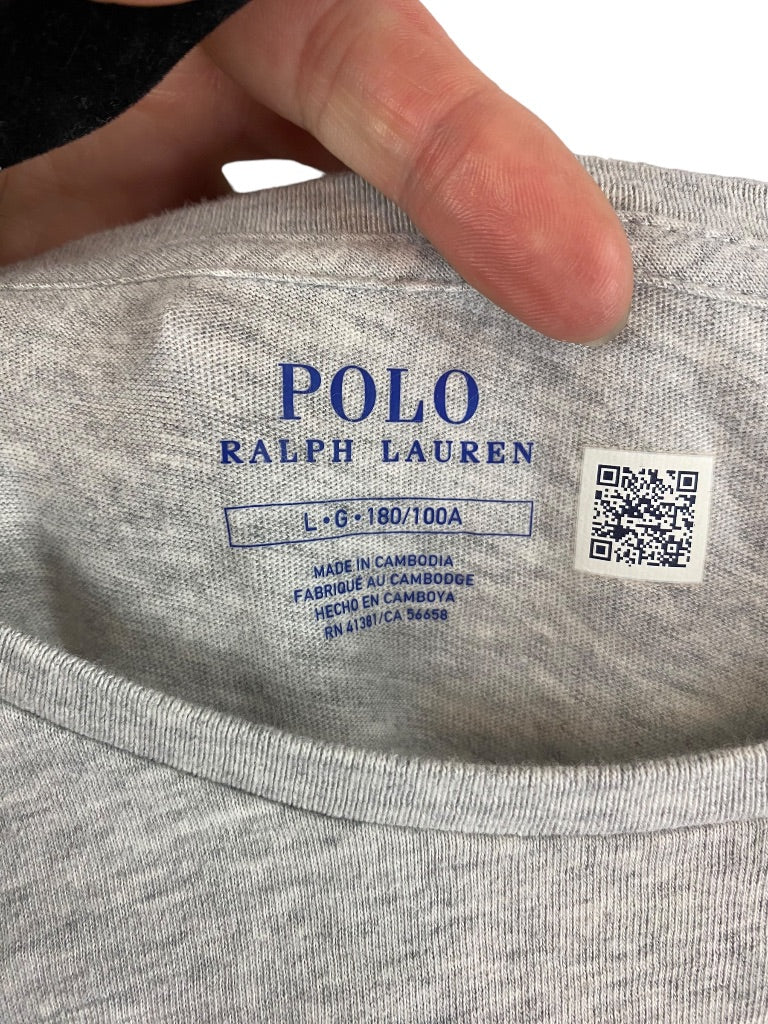 POLO
RALPH LAUREN
L•G•180/100A
MADE IN CAMBODIA
FABRIQUÉ AU CAMBODGE
HECHO EN CAMBOYA
RN 41381/CA 56658